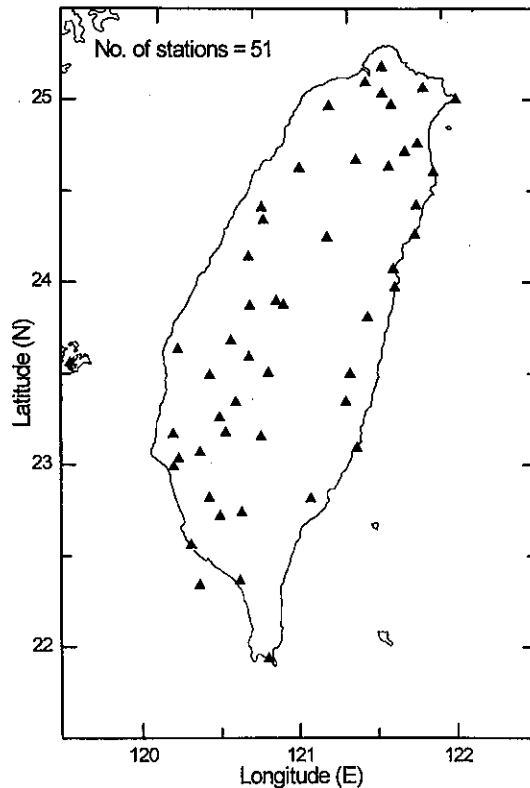 No. of stations = 51
25
24
23
22
Latitude (N)
120
121
122
Longitude (E)